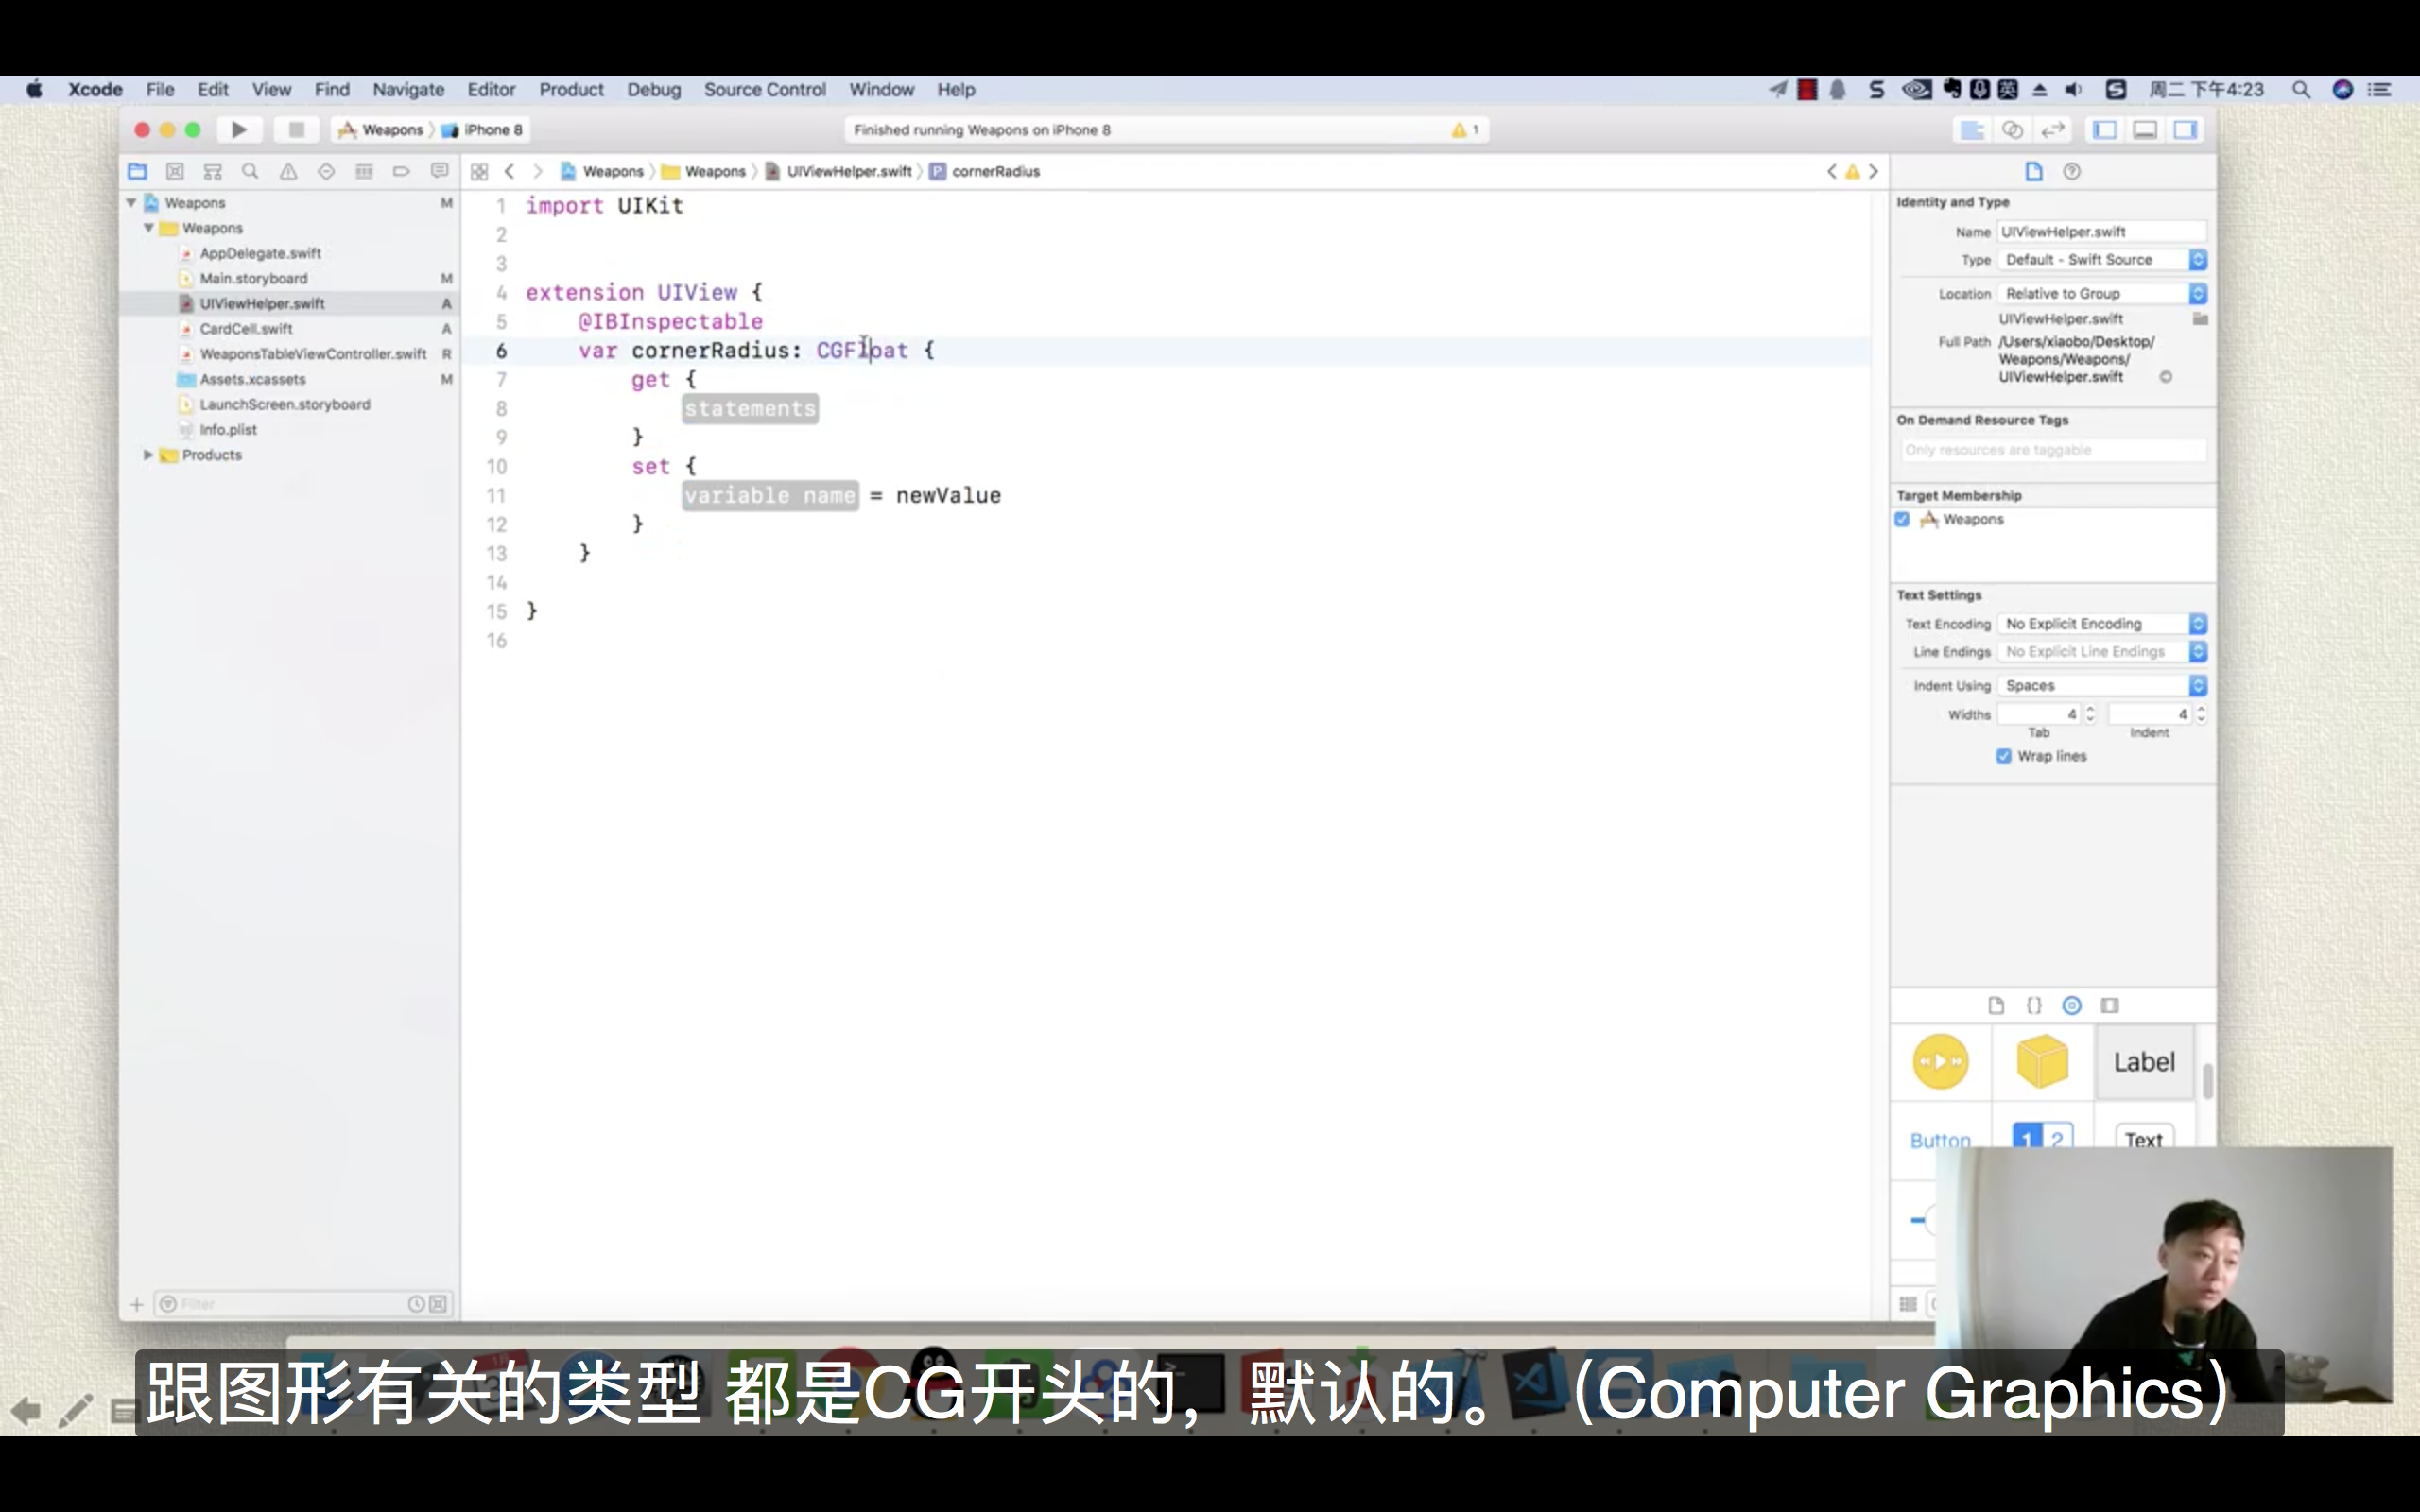 Xcode File Edit View Find Navigate Editor Product Debug Source Control Window Help 英 周二 下午4:23
Weapons iPhone 8 Finished running Weapons on iPhone 8 1
Weapons Weapons UIViewHelper.swift cornerRadius
Weapons M
Weapons
AppDelegate.swift
Main.storyboard M
UIViewHelper.swift A
CardCell.swift A
WeaponsTableViewController.swift R
Assets.xcassets M
LaunchScreen.storyboard
Info.plist
Products
Filter
1 import UIKit
2
3
4 extension UIView {
5 @IBInspectable
6 var cornerRadius: CGFloat {
7 get {
8 statements
9 }
10 set {
11 variable name = newValue
12 }
13 }
14
15 }
16
Identity and Type
Name UIViewHelper.swift
Type Default - Swift Source
Location Relative to Group
UIViewHelper.swift
Full Path /Users/xiaobo/Desktop/
Weapons/Weapons/
UIViewHelper.swift
On Demand Resource Tags
Only resources are taggable
Target Membership
Weapons
Text Settings
Text Encoding No Explicit Encoding
Line Endings No Explicit Line Endings
Indent Using Spaces
Widths 4 4
Tab Indent
Wrap lines
Label
Button 1 2 Text
跟图形有关的类型 都是CG开头的，默认的。（Computer Graphics）